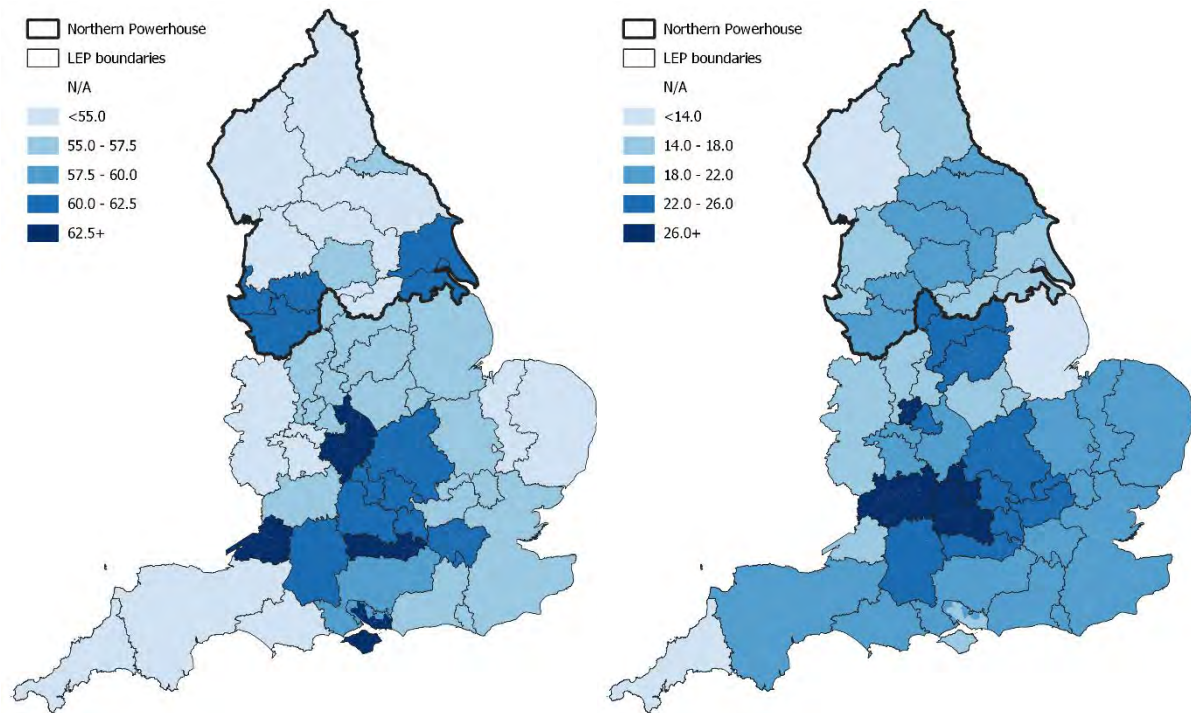 Northern Powerhouse
LEP boundaries
N/A
<55.0
55.0 - 57.5
57.5 - 60.0
60.0 - 62.5
62.5+
Northern Powerhouse
LEP boundaries
N/A
<14.0
14.0 - 18.0
18.0 - 22.0
22.0 - 26.0
26.0+